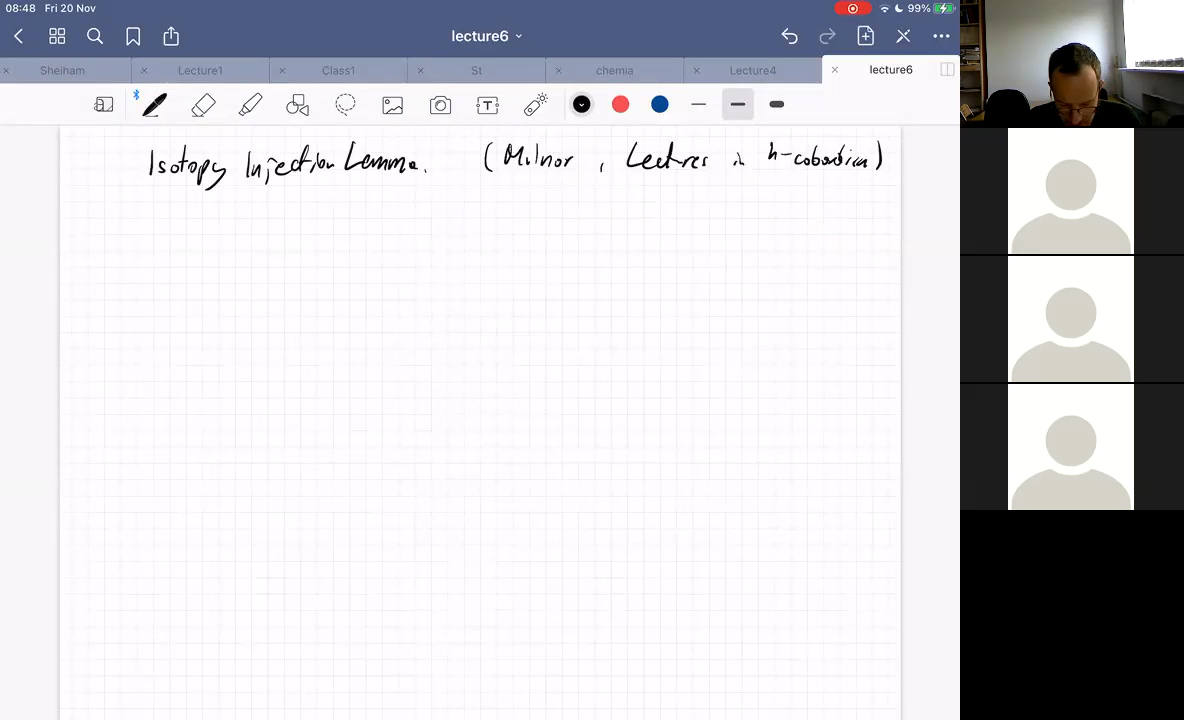 08:48 Fri 20 Nov
99%
lecture6
Sheiham Lecture1 Class1 St chemia Lecture4 lecture6
Isotopy Injection Lemma. (Milnor, Lectures in h-cobordism)